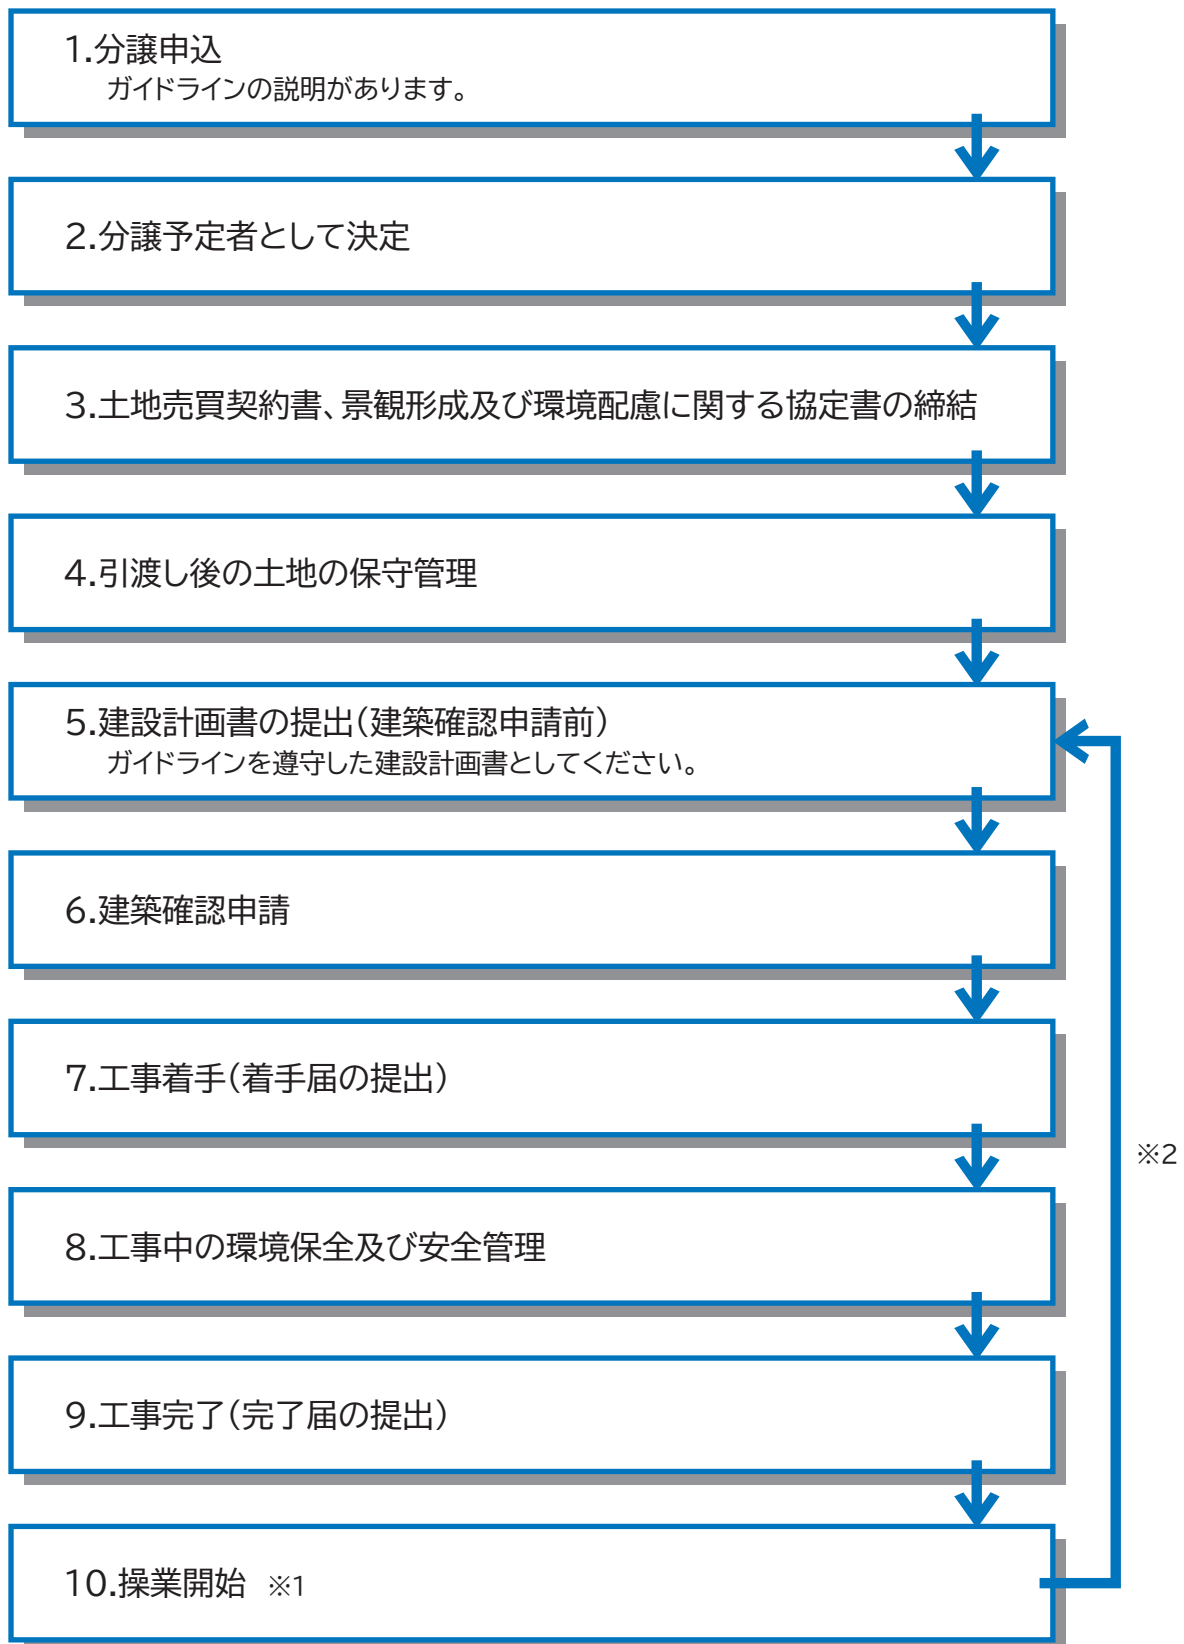 1.分譲申込
ガイドラインの説明があります。
2.分譲予定者として決定
3.土地売買契約書、景観形成及び環境配慮に関する協定書の締結
4.引渡し後の土地の保守管理
5.建設計画書の提出(建築確認申請前)
ガイドラインを遵守した建設計画書としてください。
6.建築確認申請
7.工事着手(着手届の提出)
※2
8.工事中の環境保全及び安全管理
9.工事完了(完了届の提出)
10.操業開始 ※1